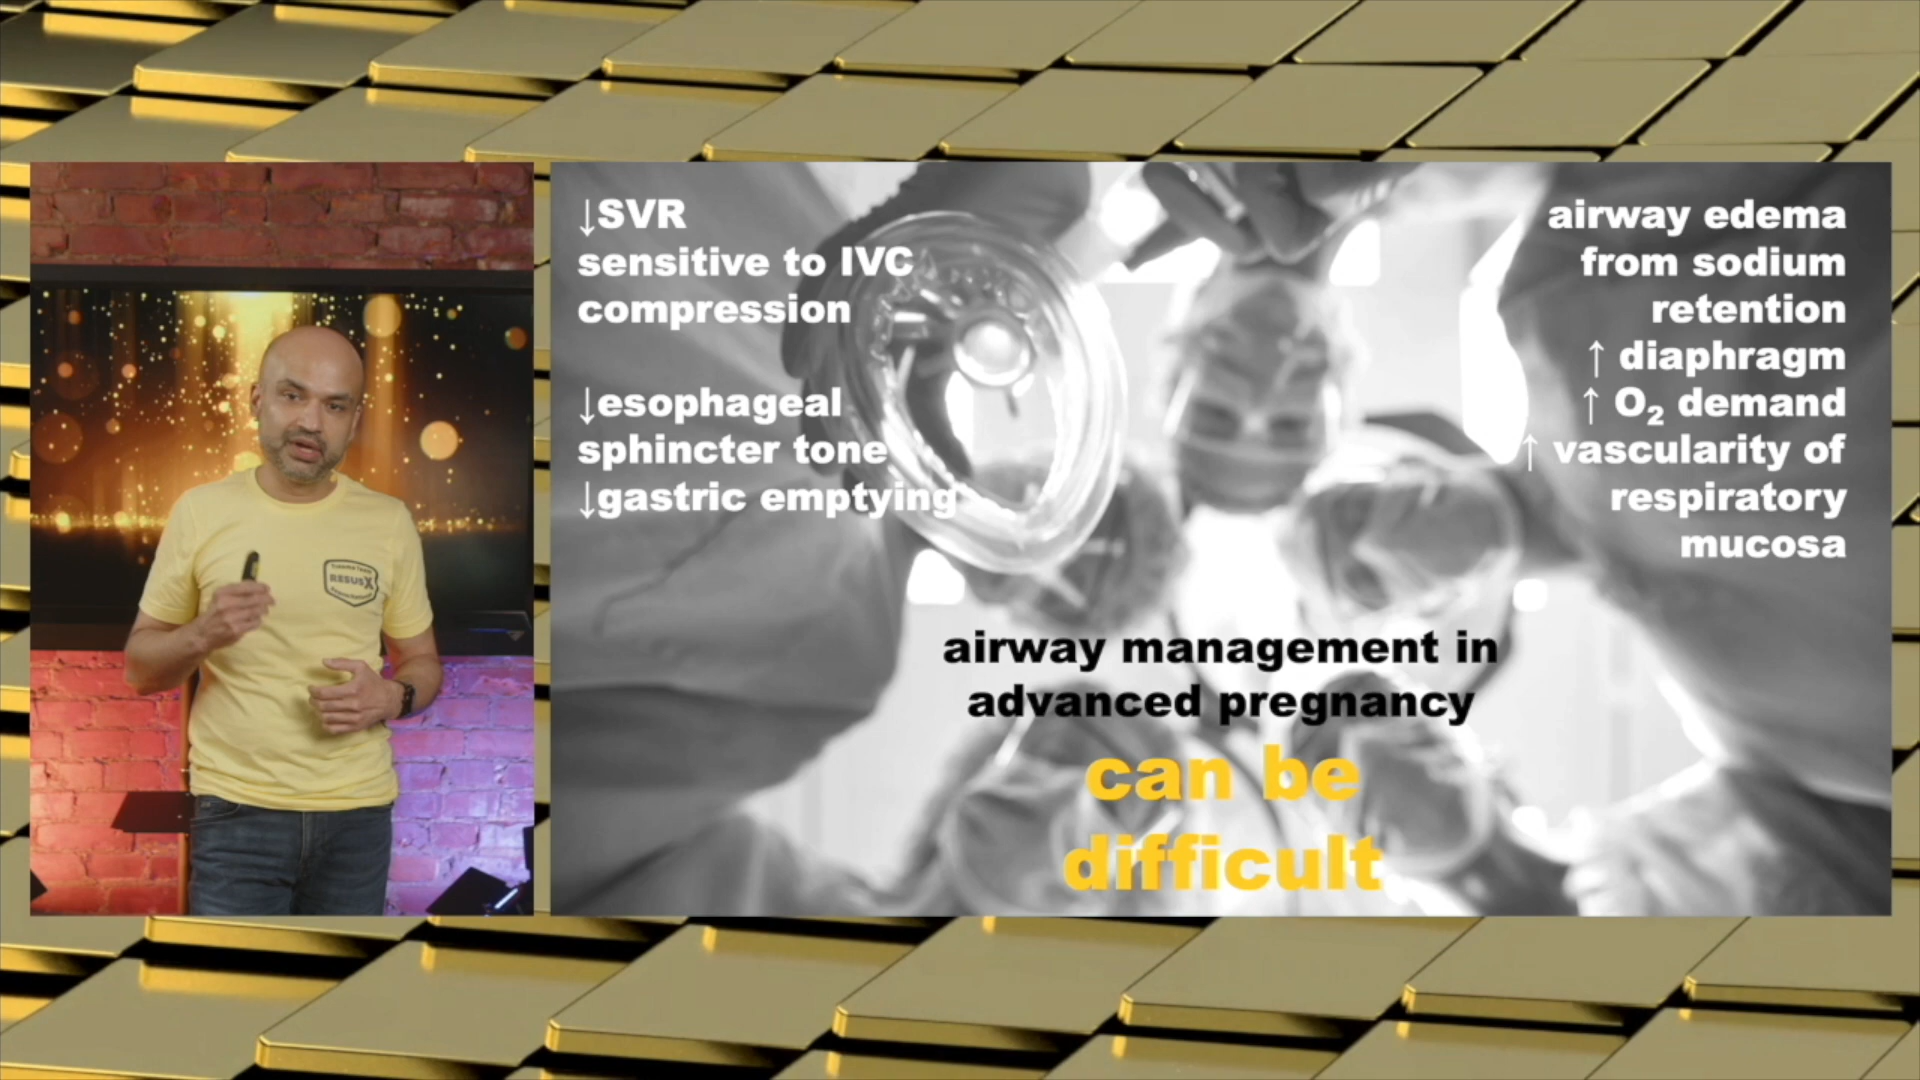 ↓SVR
sensitive to IVC
compression
↓esophageal
sphincter tone
↓gastric emptying
airway edema
from sodium
retention
↑ diaphragm
↑ O₂ demand
↑ vascularity of
respiratory
mucosa
airway management in
advanced pregnancy
can be
difficult
RESUSX